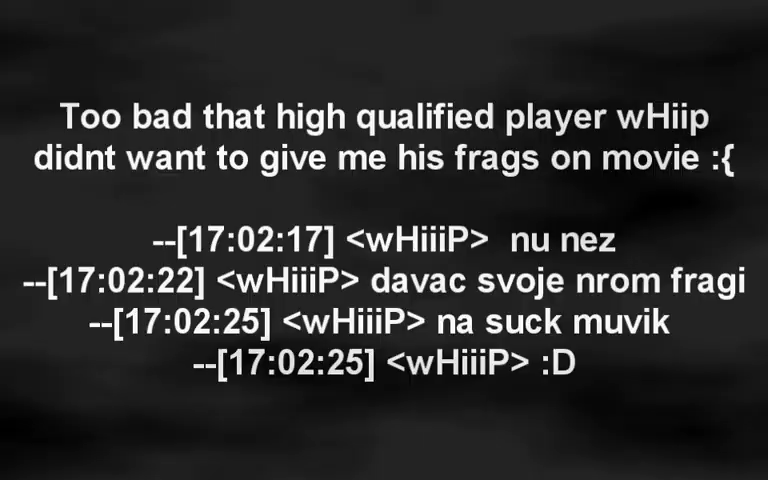 Too bad that high qualified player wHiip
didnt want to give me his frags on movie :{
--[17:02:17] <wHiiiP>  nu nez
--[17:02:22] <wHiiiP> davac svoje nrom fragi
--[17:02:25] <wHiiiP> na suck muvik
--[17:02:25] <wHiiiP> :D